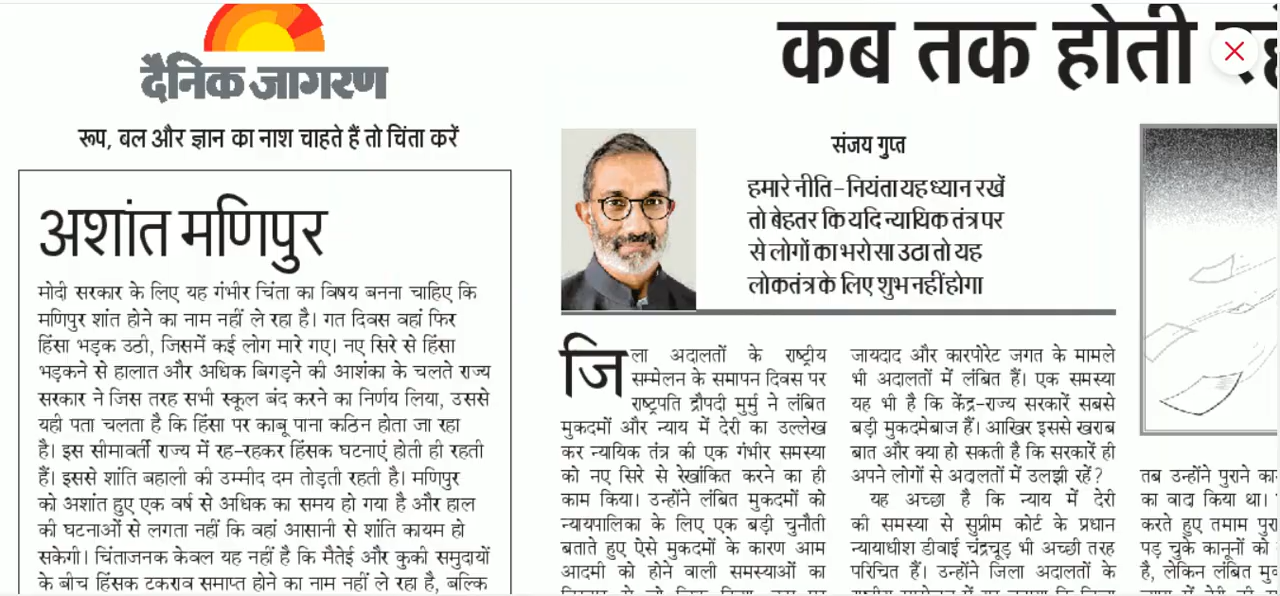 दैनिक जागरण
रूप, बल और ज्ञान का नाश चाहते हैं तो चिंता करें
अशांत मणिपुर
मोदी सरकार के लिए यह गंभीर चिंता का विषय बनना चाहिए कि
मणिपुर शांत होने का नाम नहीं ले रहा है। गत दिवस वहां फिर
हिंसा भड़क उठी, जिसमें कई लोग मारे गए। नए सिरे से हिंसा
भड़कने से हालात और अधिक बिगड़ने की आशंका के चलते राज्य
सरकार ने जिस तरह सभी स्कूल बंद करने का निर्णय लिया, उससे
यही पता चलता है कि हिंसा पर काबू पाना कठिन होता जा रहा
है। इस सीमावर्ती राज्य में रह-रहकर हिंसक घटनाएं होती ही रहती
हैं। इससे शांति बहाली की उम्मीद दम तोड़ती रहती है। मणिपुर
को अशांत हुए एक वर्ष से अधिक का समय हो गया है और हाल
की घटनाओं से लगता नहीं कि वहां आसानी से शांति कायम हो
सकेगी। चिंताजनक केवल यह नहीं है कि मैतेई और कुकी समुदायों
के बीच हिंसक टकराव समाप्त होने का नाम नहीं ले रहा है, बल्कि
कब तक होती
संजय गुप्त
हमारे नीति-नियंता यह ध्यान रखें
तो बेहतर कि यदि न्यायिक तंत्र पर
से लोगों का भरोसा उठा तो यह
लोकतंत्र के लिए शुभ नहीं होगा
जिला अदालतों के राष्ट्रीय
सम्मेलन के समापन दिवस पर
राष्ट्रपति द्रौपदी मुर्मु ने लंबित
मुकदमों और न्याय में देरी का उल्लेख
कर न्यायिक तंत्र की एक गंभीर समस्या
को नए सिरे से रेखांकित करने का ही
काम किया। उन्होंने लंबित मुकदमों को
न्यायपालिका के लिए एक बड़ी चुनौती
बताते हुए ऐसे मुकदमों के कारण आम
आदमी को होने वाली समस्याओं का
जायदाद और कारपोरेट जगत के मामले
भी अदालतों में लंबित हैं। एक समस्या
यह भी है कि केंद्र-राज्य सरकारें सबसे
बड़ी मुकदमेबाज हैं। आखिर इससे खराब
बात और क्या हो सकती है कि सरकारें ही
अपने लोगों से अदालतों में उलझी रहें?
यह अच्छा है कि न्याय में देरी
की समस्या से सुप्रीम कोर्ट के प्रधान
न्यायाधीश डीवाई चंद्रचूड़ भी अच्छी तरह
परिचित हैं। उन्होंने जिला अदालतों के
तब उन्होंने पुराने
का वादा किया था।
करते हुए तमाम
पड़ चुके कानूनों को
है, लेकिन लंबित